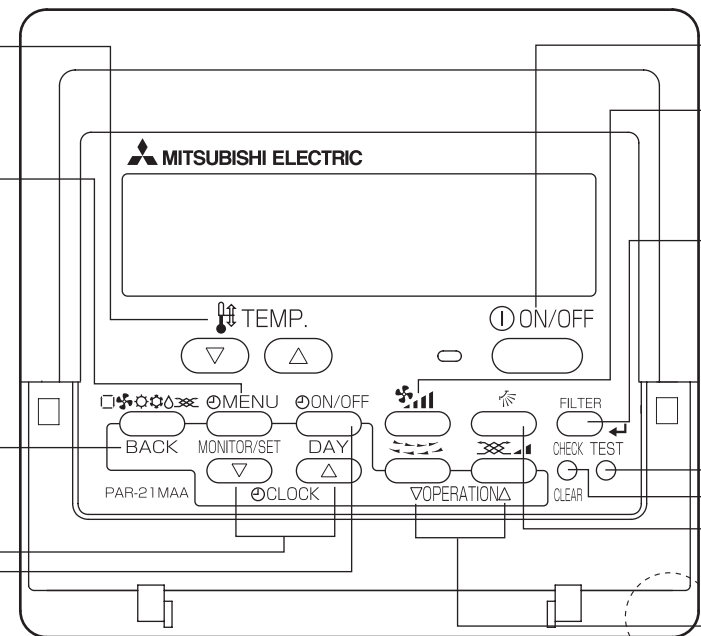 MITSUBISHI ELECTRIC
TEMP.
ON/OFF
MENU ON/OFF FILTER
BACK MONITOR/SET DAY CHECK TEST
PAR-21MAA CLOCK ▽OPERATION△ CLEAR